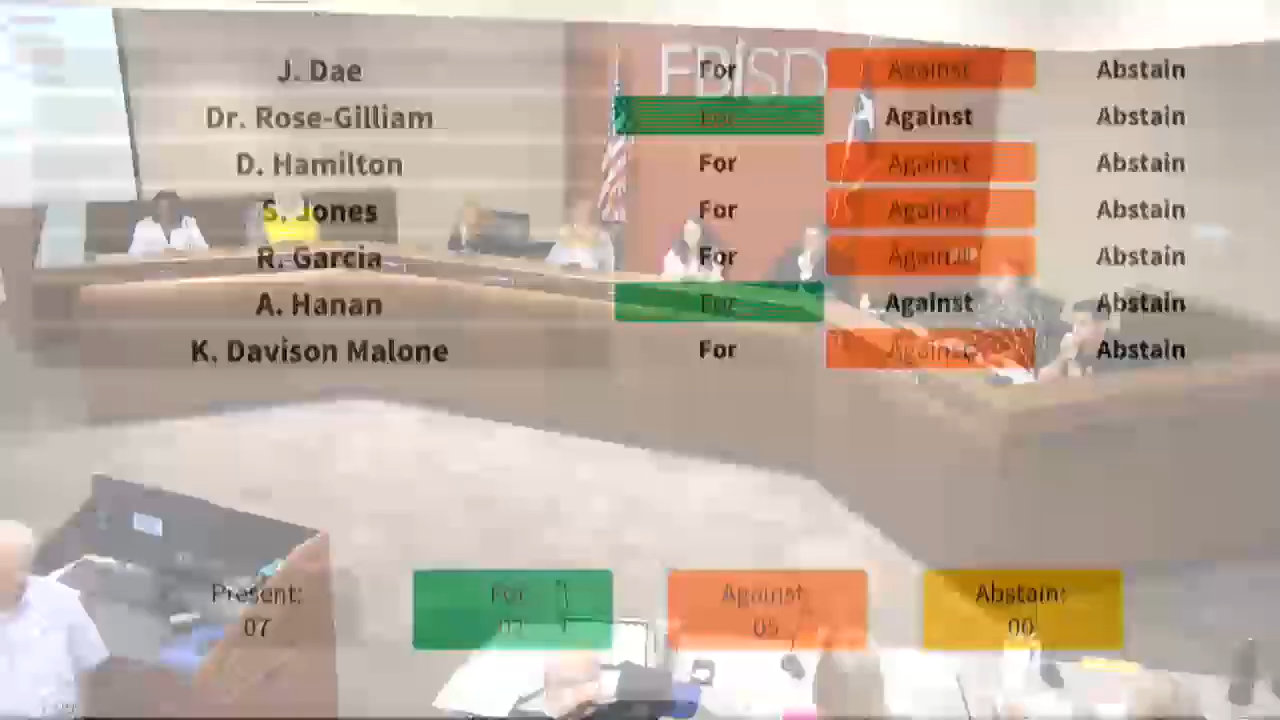 FBISD
J. Dae For Against Abstain
Dr. Rose-Gilliam For Against Abstain
D. Hamilton For Against Abstain
S. Jones For Against Abstain
R. Garcia For Against Abstain
A. Hanan For Against Abstain
K. Davison Malone For Against Abstain
Present: For Against Abstain:
07 02 05 00